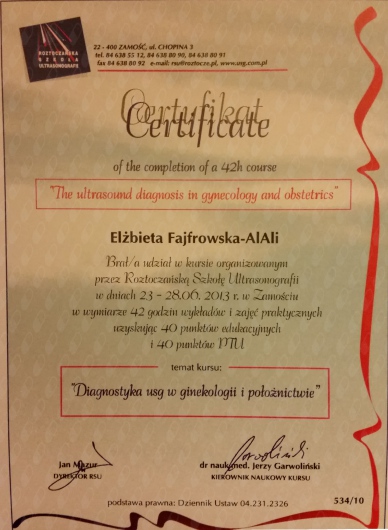 ROZTOCZAŃSKA
SZKOŁA
ULTRASONOGRAFII
22 - 400 ZAMOŚĆ, ul. CHOPINA 3
tel. 84 638 55 12, 84 638 80 90, 84 638 80 91
fax 84 638 80 92 e-mail: rsu@roztocze.pl, www.usg.com.pl
Certyfikat
Certificate
of the completion of a 42h course
"The ultrasound diagnosis in gynecology and obstetrics"
Elżbieta Fajfrowska-AlAli
Brał/a udział w kursie organizowanym
przez Roztoczańską Szkołę Ultrasonografii
w dniach 23 - 28.06. 2013 r. w Zamościu
w wymiarze 42 godzin wykładów i zajęć praktycznych
uzyskując 40 punktów edukacyjnych
i 40 punktów PTU
temat kursu:
"Diagnostyka usg w ginekologii i położnictwie"
Jan Mazur
DYREKTOR RSU
dr nauk med. Jerzy Garwoliński
KIEROWNIK NAUKOWY KURSU
podstawa prawna: Dziennik Ustaw 04.231.2326
534/10